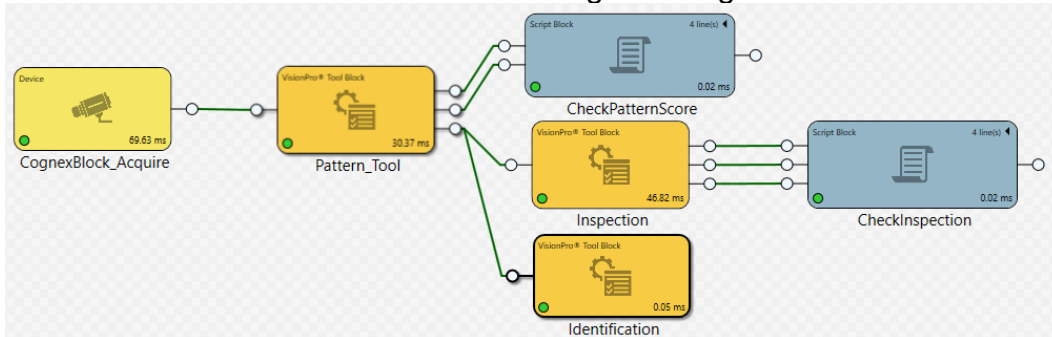 Device
69.63 ms
CognexBlock_Acquire
VisionPro® Tool Block
30.37 ms
Pattern_Tool
Script Block 4 line(s)
0.02 ms
CheckPatternScore
VisionPro® Tool Block
46.82 ms
Inspection
Script Block 4 line(s)
0.02 ms
CheckInspection
VisionPro® Tool Block
0.05 ms
Identification